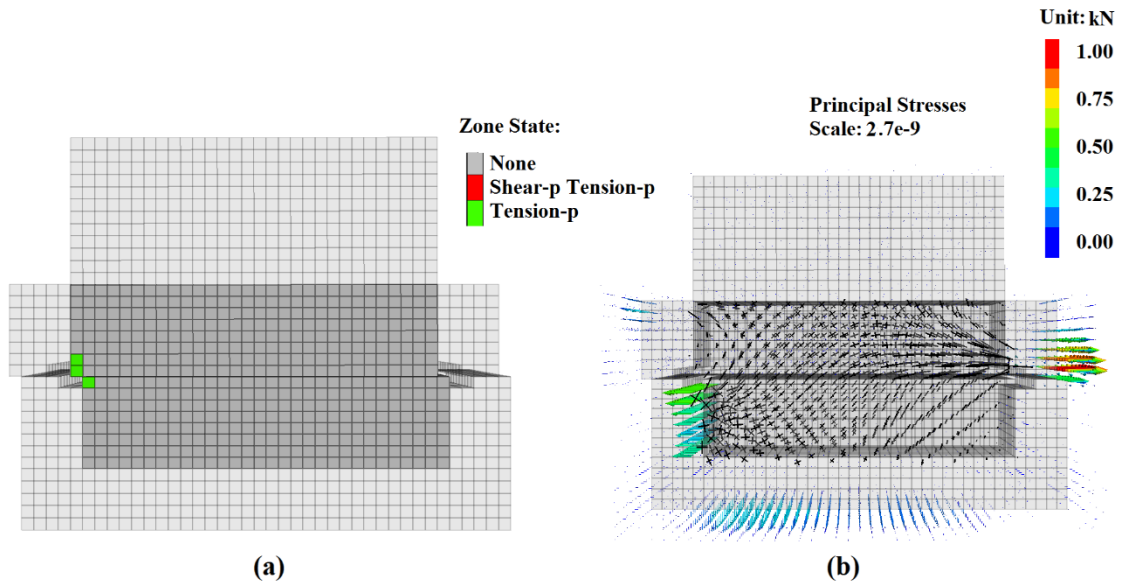 Zone State:
None
Shear-p Tension-p
Tension-p
(a)
Principal Stresses
Scale: 2.7e-9
Unit: kN
1.00
0.75
0.50
0.25
0.00
(b)